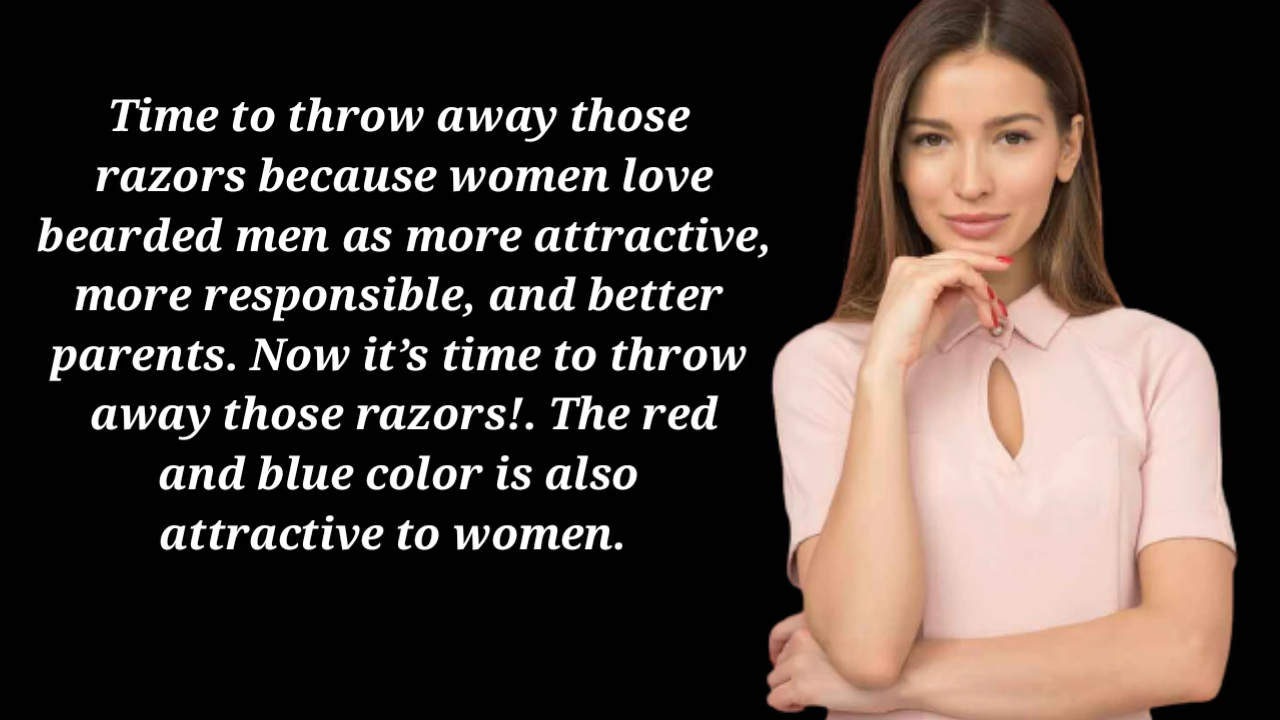 Time to throw away those
razors because women love
bearded men as more attractive,
more responsible, and better
parents. Now it’s time to throw
away those razors!. The red
and blue color is also
attractive to women.